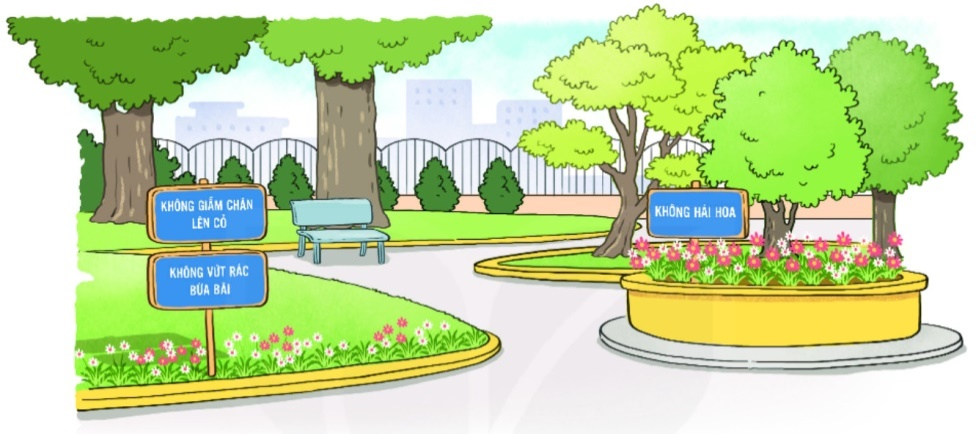 KHÔNG GIẪM CHÂN
LÊN CỎ
KHÔNG VỨT RÁC
BỪA BÃI
KHÔNG HÁI HOA